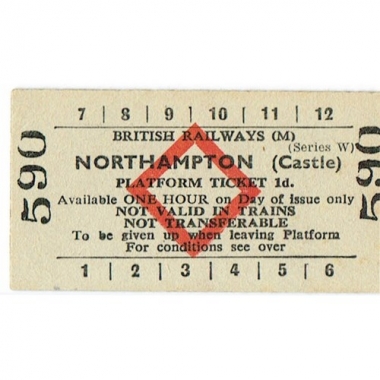 7 | 8 | 9 | 10 | 11 | 12
BRITISH RAILWAYS (M)
(Series W)
NORTHAMPTON (Castle)
PLATFORM TICKET 1d.
Available ONE HOUR on Day of issue only
NOT VALID IN TRAINS
NOT TRANSFERABLE
To be given up when leaving Platform
For conditions see over
1 | 2 | 3 | 4 | 5 | 6
590
590